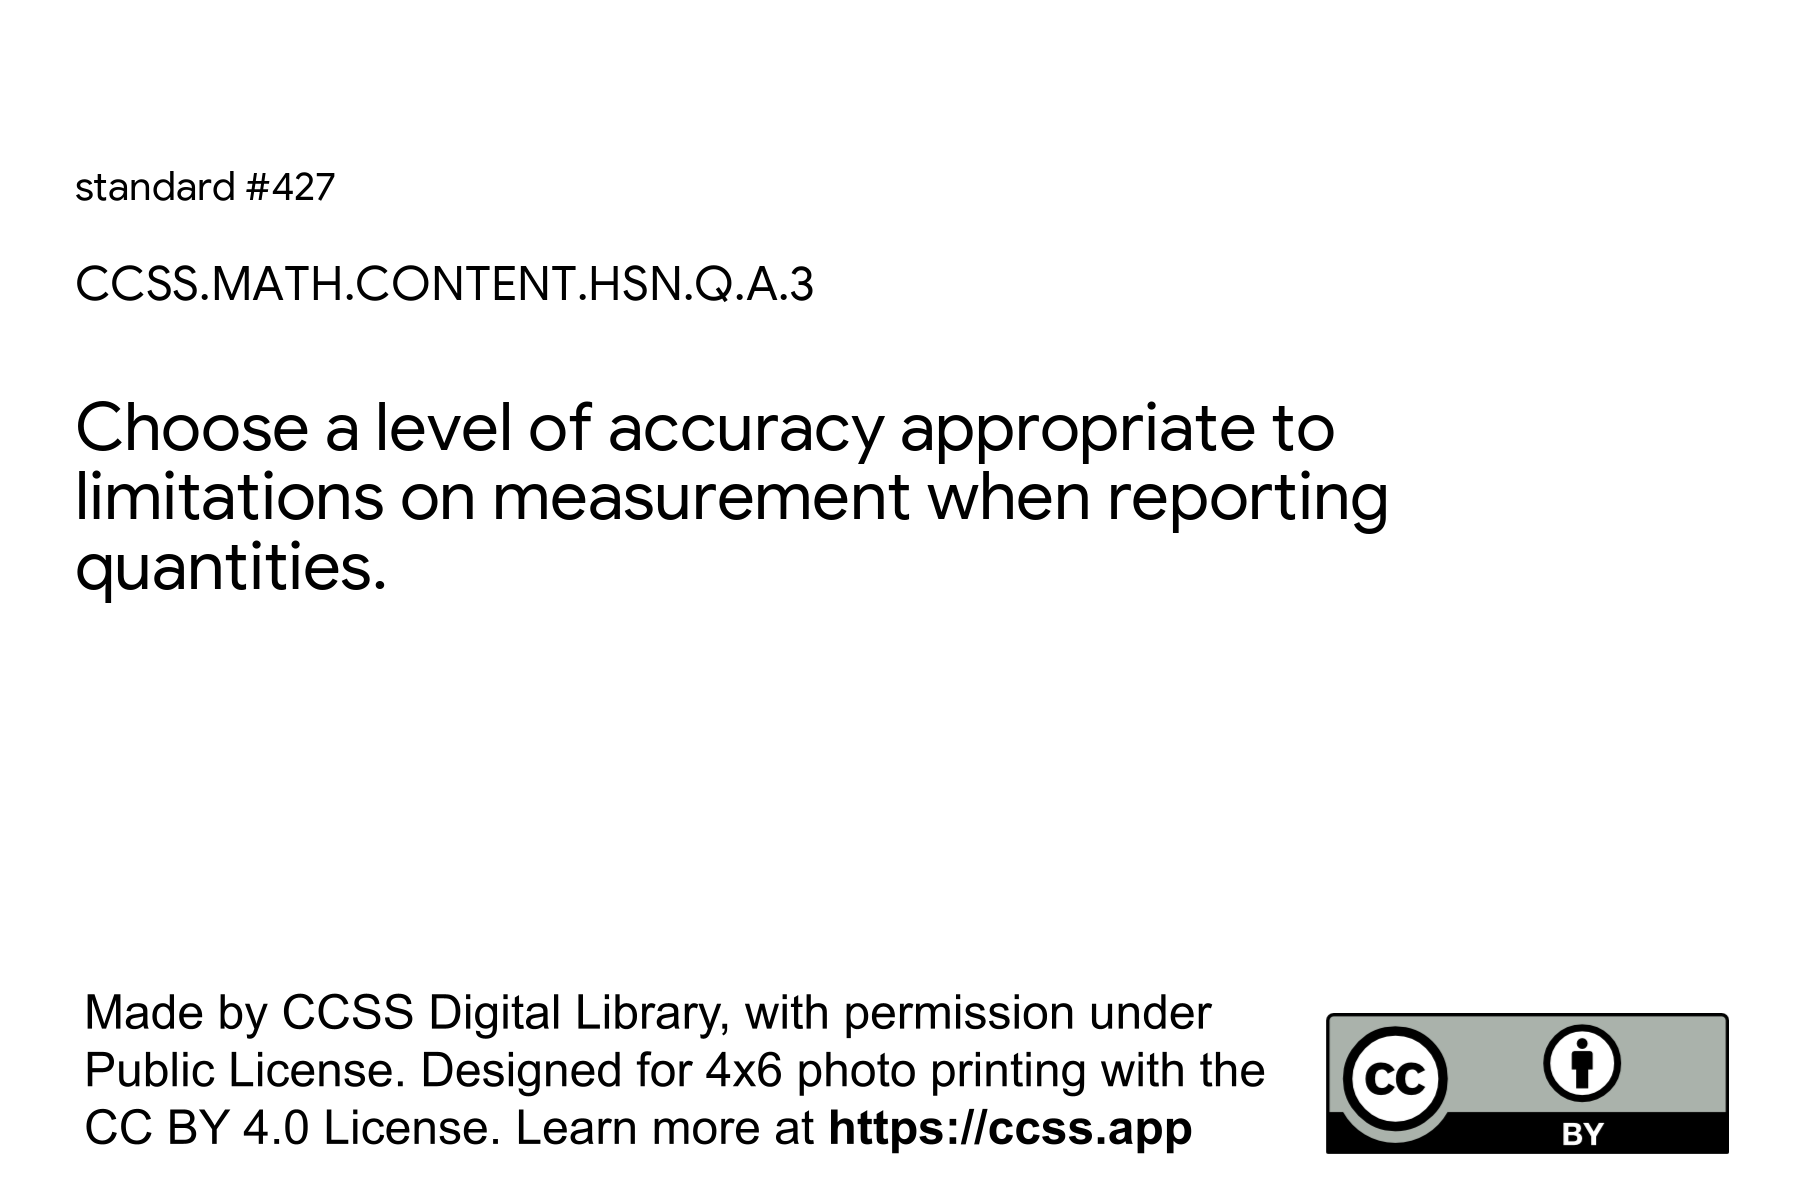 standard #427
CCSS.MATH.CONTENT.HSN.Q.A.3
Choose a level of accuracy appropriate to
limitations on measurement when reporting
quantities.
Made by CCSS Digital Library, with permission under
Public License. Designed for 4x6 photo printing with the
CC BY 4.0 License. Learn more at https://ccss.app
CC
BY